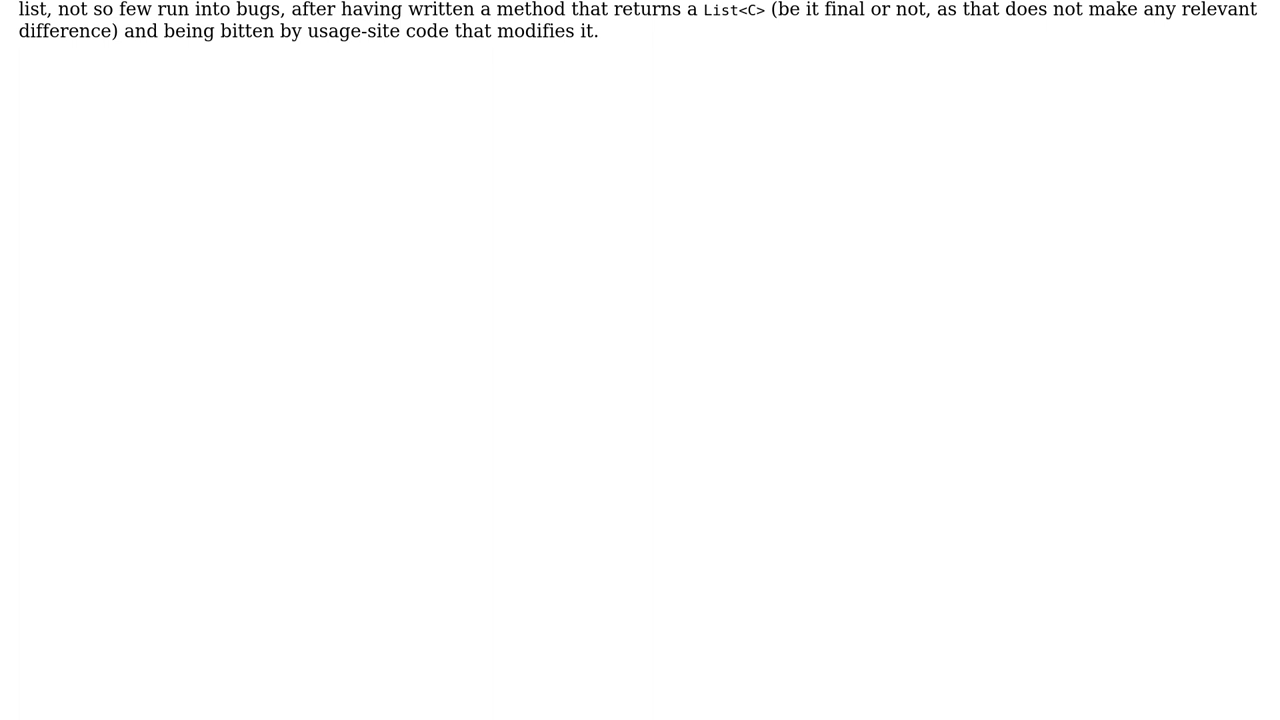 list, not so few run into bugs, after having written a method that returns a List<C> (be it final or not, as that does not make any relevant
difference) and being bitten by usage-site code that modifies it.